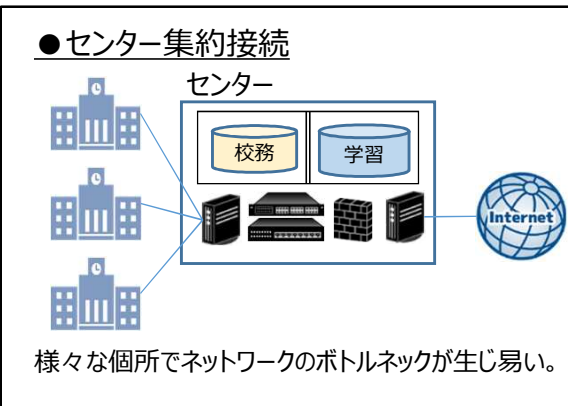 ●センター集約接続
センター
校務
学習
Internet
様々な個所でネットワークのボトルネックが生じ易い。